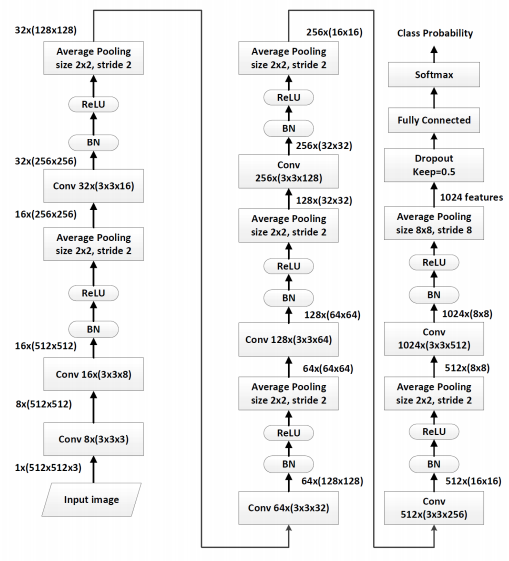 Input image
1x(512x512x3)
Conv 8x(3x3x3)
8x(512x512)
Conv 16x(3x3x8)
16x(512x512)
BN
ReLU
Average Pooling
size 2x2, stride 2
16x(256x256)
Conv 32x(3x3x16)
32x(256x256)
BN
ReLU
Average Pooling
size 2x2, stride 2
32x(128x128)
Conv 64x(3x3x32)
64x(128x128)
BN
ReLU
Average Pooling
size 2x2, stride 2
64x(64x64)
Conv 128x(3x3x64)
128x(64x64)
BN
ReLU
Average Pooling
size 2x2, stride 2
128x(32x32)
Conv
256x(3x3x128)
256x(32x32)
BN
ReLU
Average Pooling
size 2x2, stride 2
256x(16x16)
Conv
512x(3x3x256)
512x(16x16)
BN
ReLU
Average Pooling
size 2x2, stride 2
512x(8x8)
Conv
1024x(3x3x512)
1024x(8x8)
BN
ReLU
Average Pooling
size 8x8, stride 8
1024 features
Dropout
Keep=0.5
Fully Connected
Softmax
Class Probability